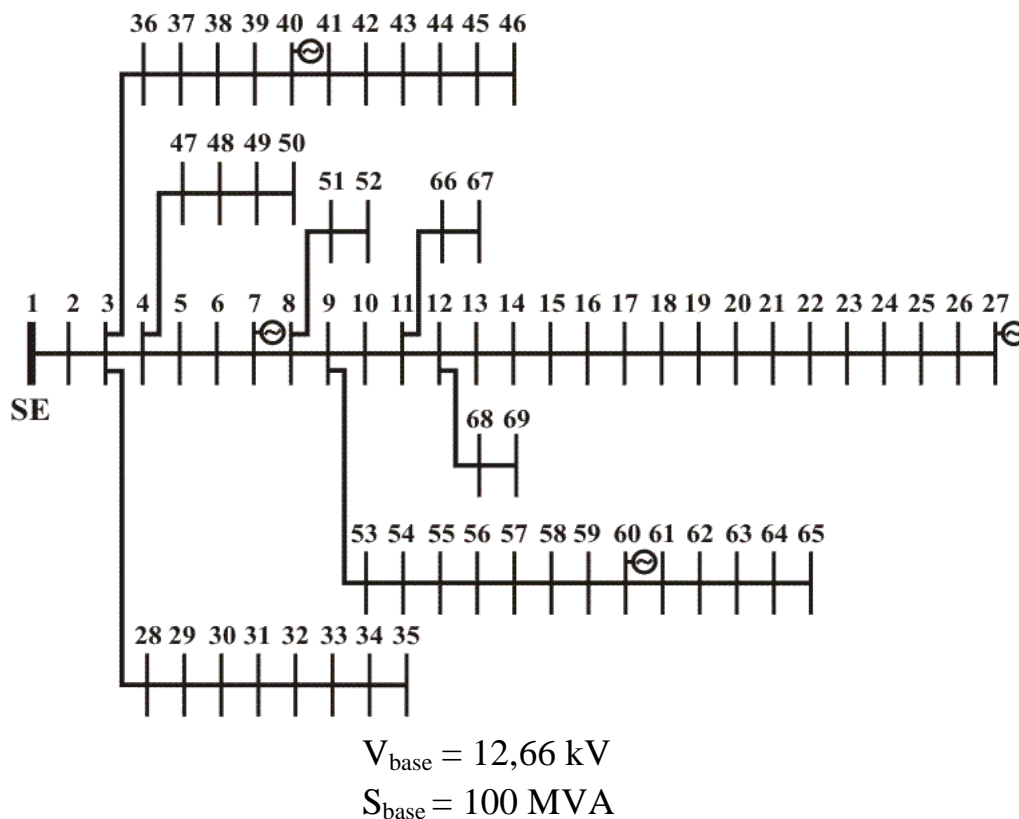 36 37 38 39 40 41 42 43 44 45 46
47 48 49 50
51 52
66 67
1 2 3 4 5 6 7 8 9 10 11 12 13 14 15 16 17 18 19 20 21 22 23 24 25 26 27
SE
68 69
53 54 55 56 57 58 59 60 61 62 63 64 65
28 29 30 31 32 33 34 35
V_base = 12,66 kV
S_base = 100 MVA